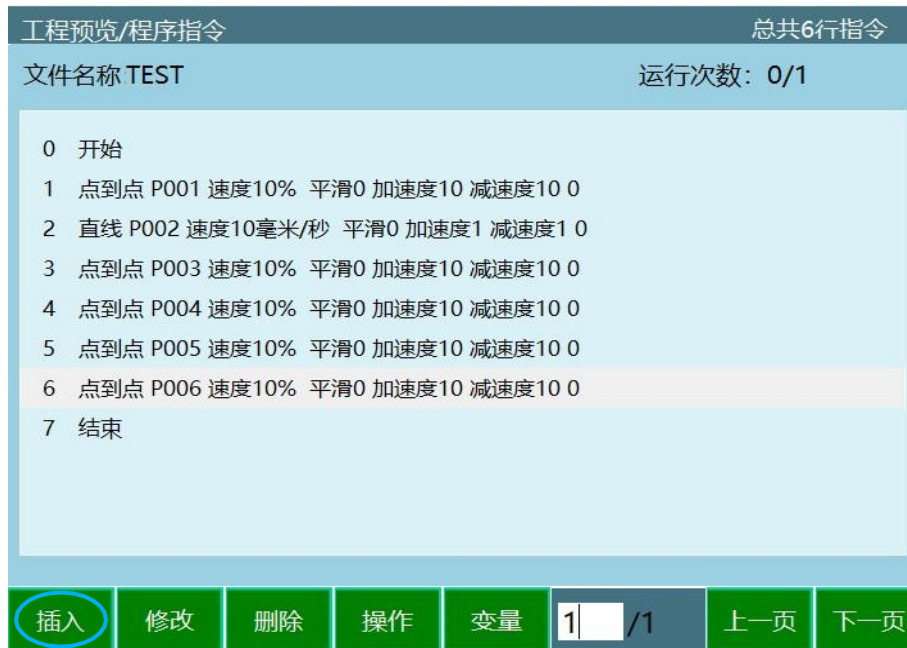 工程预览/程序指令 总共6行指令
文件名称 TEST 运行次数：0/1
0 开始
1 点到点 P001 速度10% 平滑0 加速度10 减速度10 0
2 直线 P002 速度10毫米/秒 平滑0 加速度1 减速度1 0
3 点到点 P003 速度10% 平滑0 加速度10 减速度10 0
4 点到点 P004 速度10% 平滑0 加速度10 减速度10 0
5 点到点 P005 速度10% 平滑0 加速度10 减速度10 0
6 点到点 P006 速度10% 平滑0 加速度10 减速度10 0
7 结束
插入 修改 删除 操作 变量 1 /1 上一页 下一页